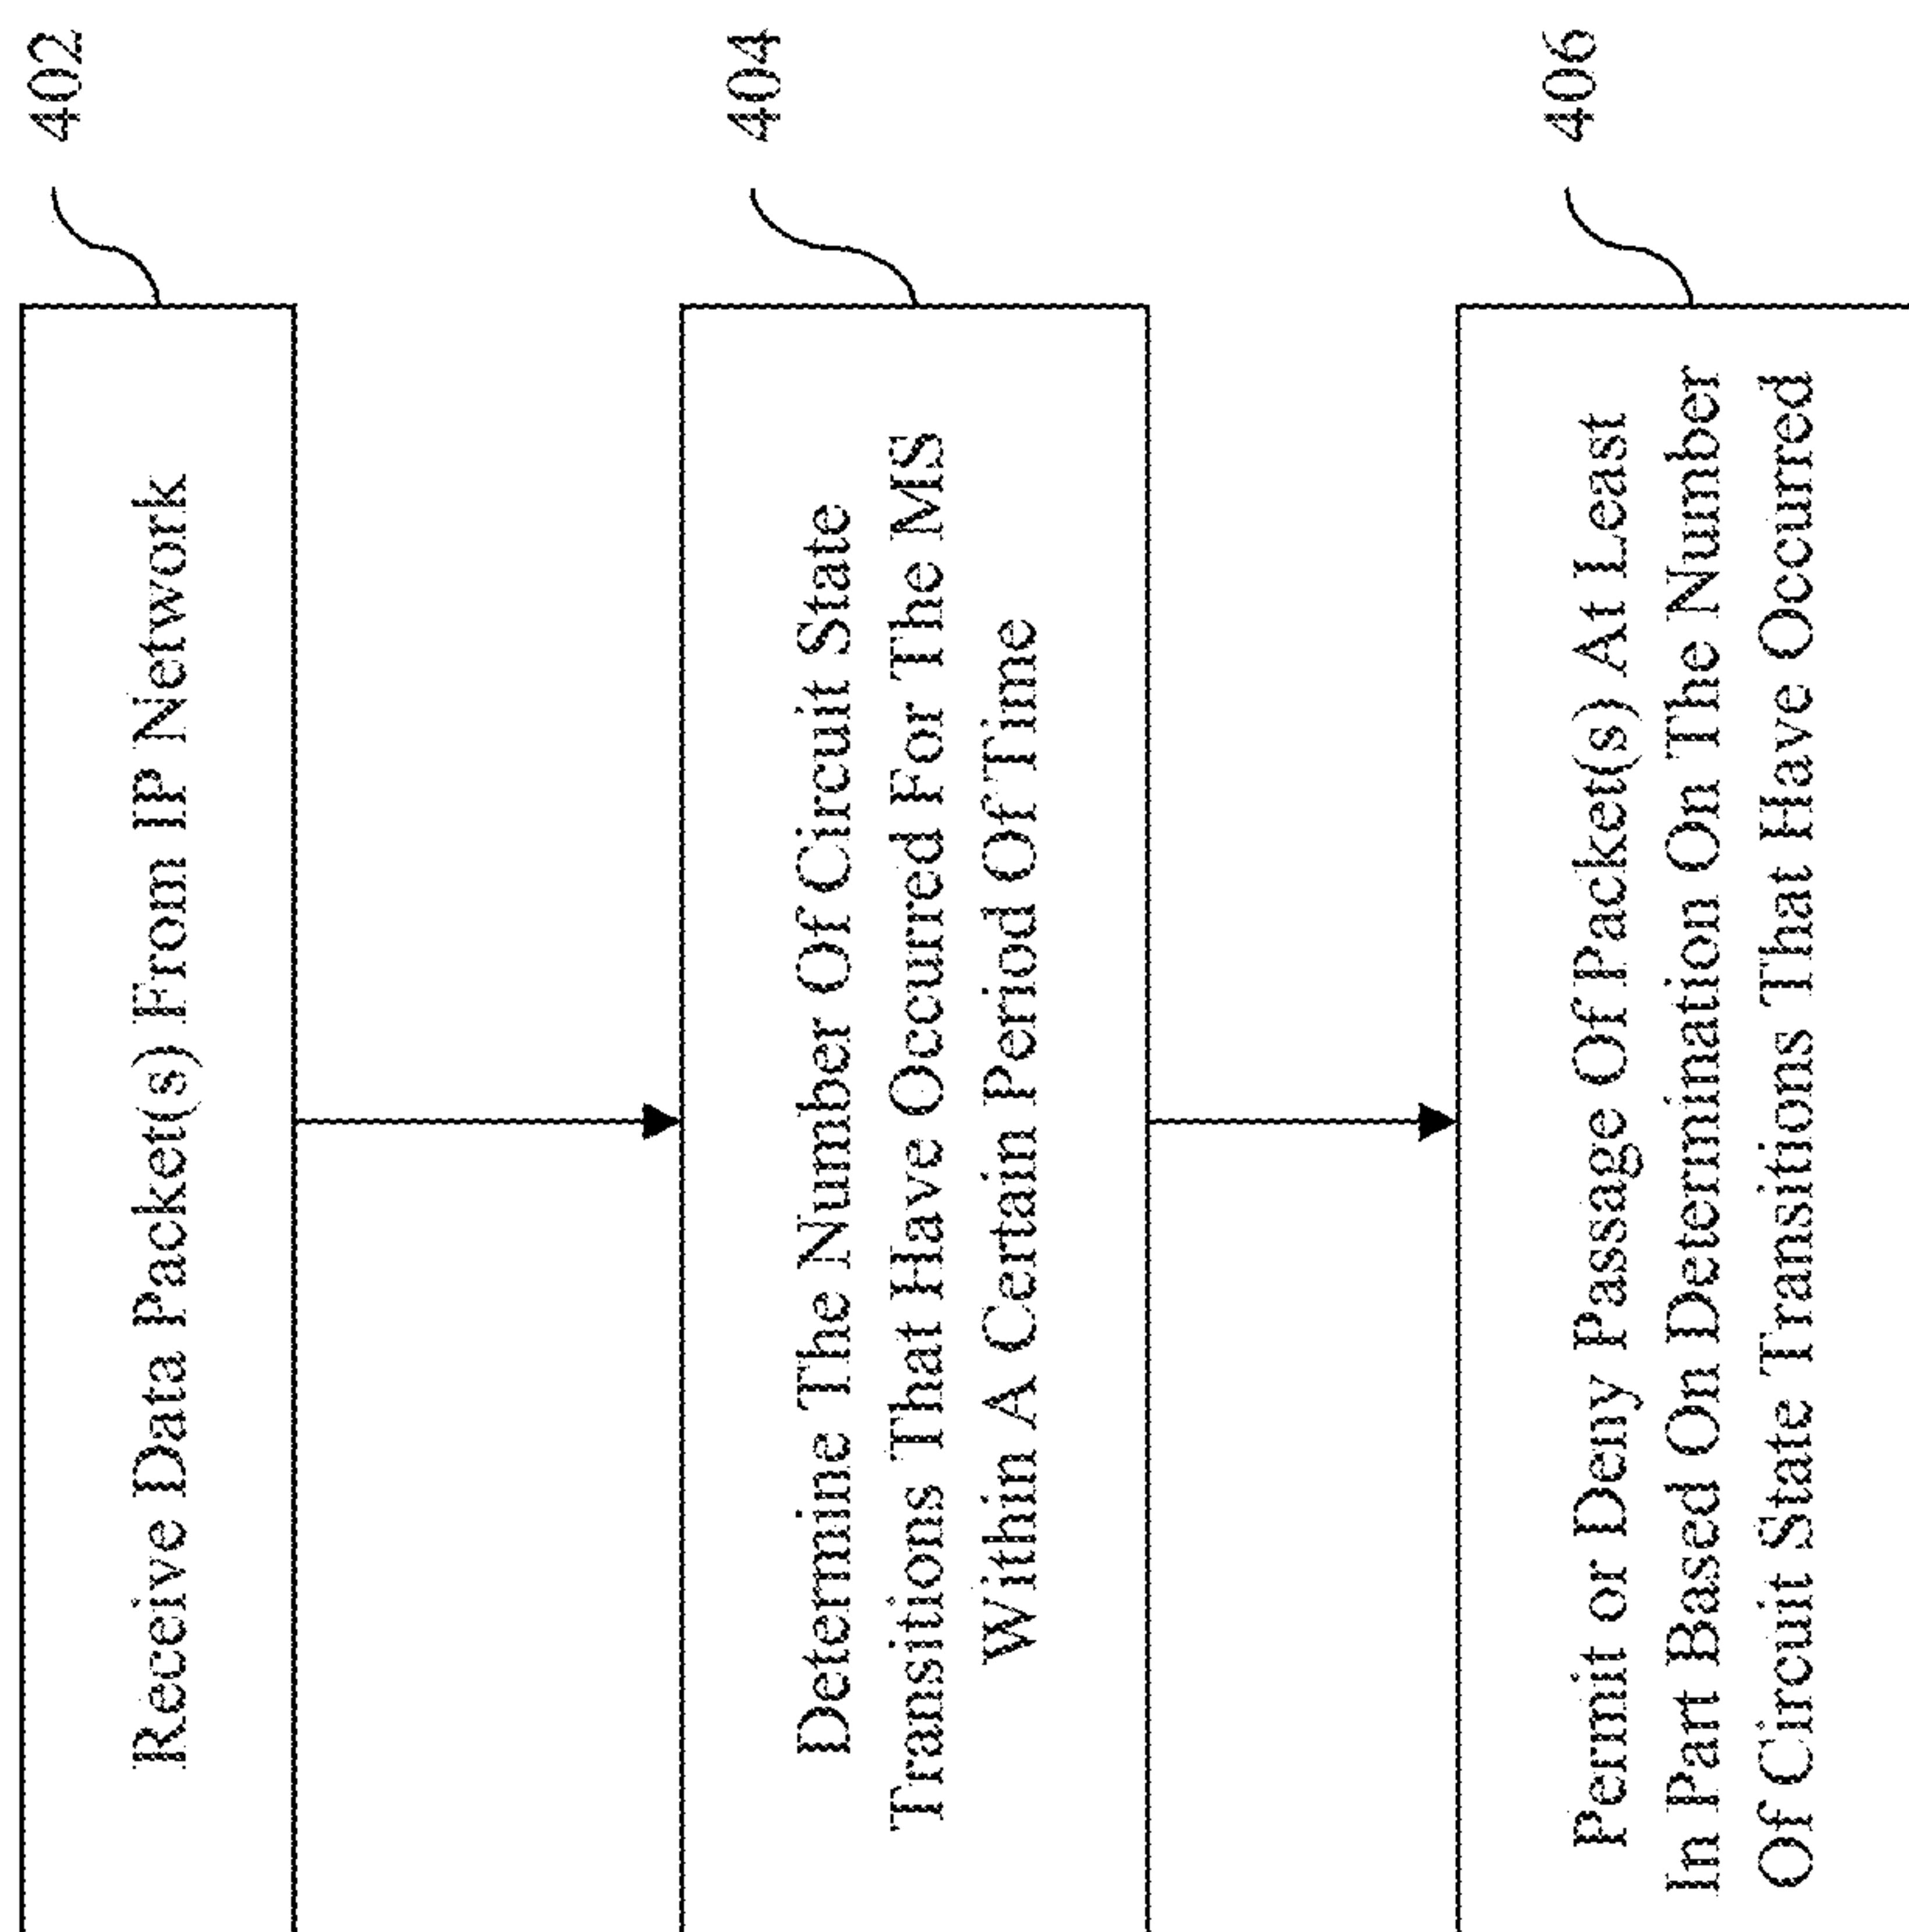 402
Receive Data Packet(s) From IP Network
404
Determine The Number Of Circuit State
Transitions That Have Occurred For The MS
Within A Certain Period Of Time
406
Permit or Deny Passage Of Packet(s) At Least
In Part Based On Determination On The Number
Of Circuit State Transitions That Have Occurred